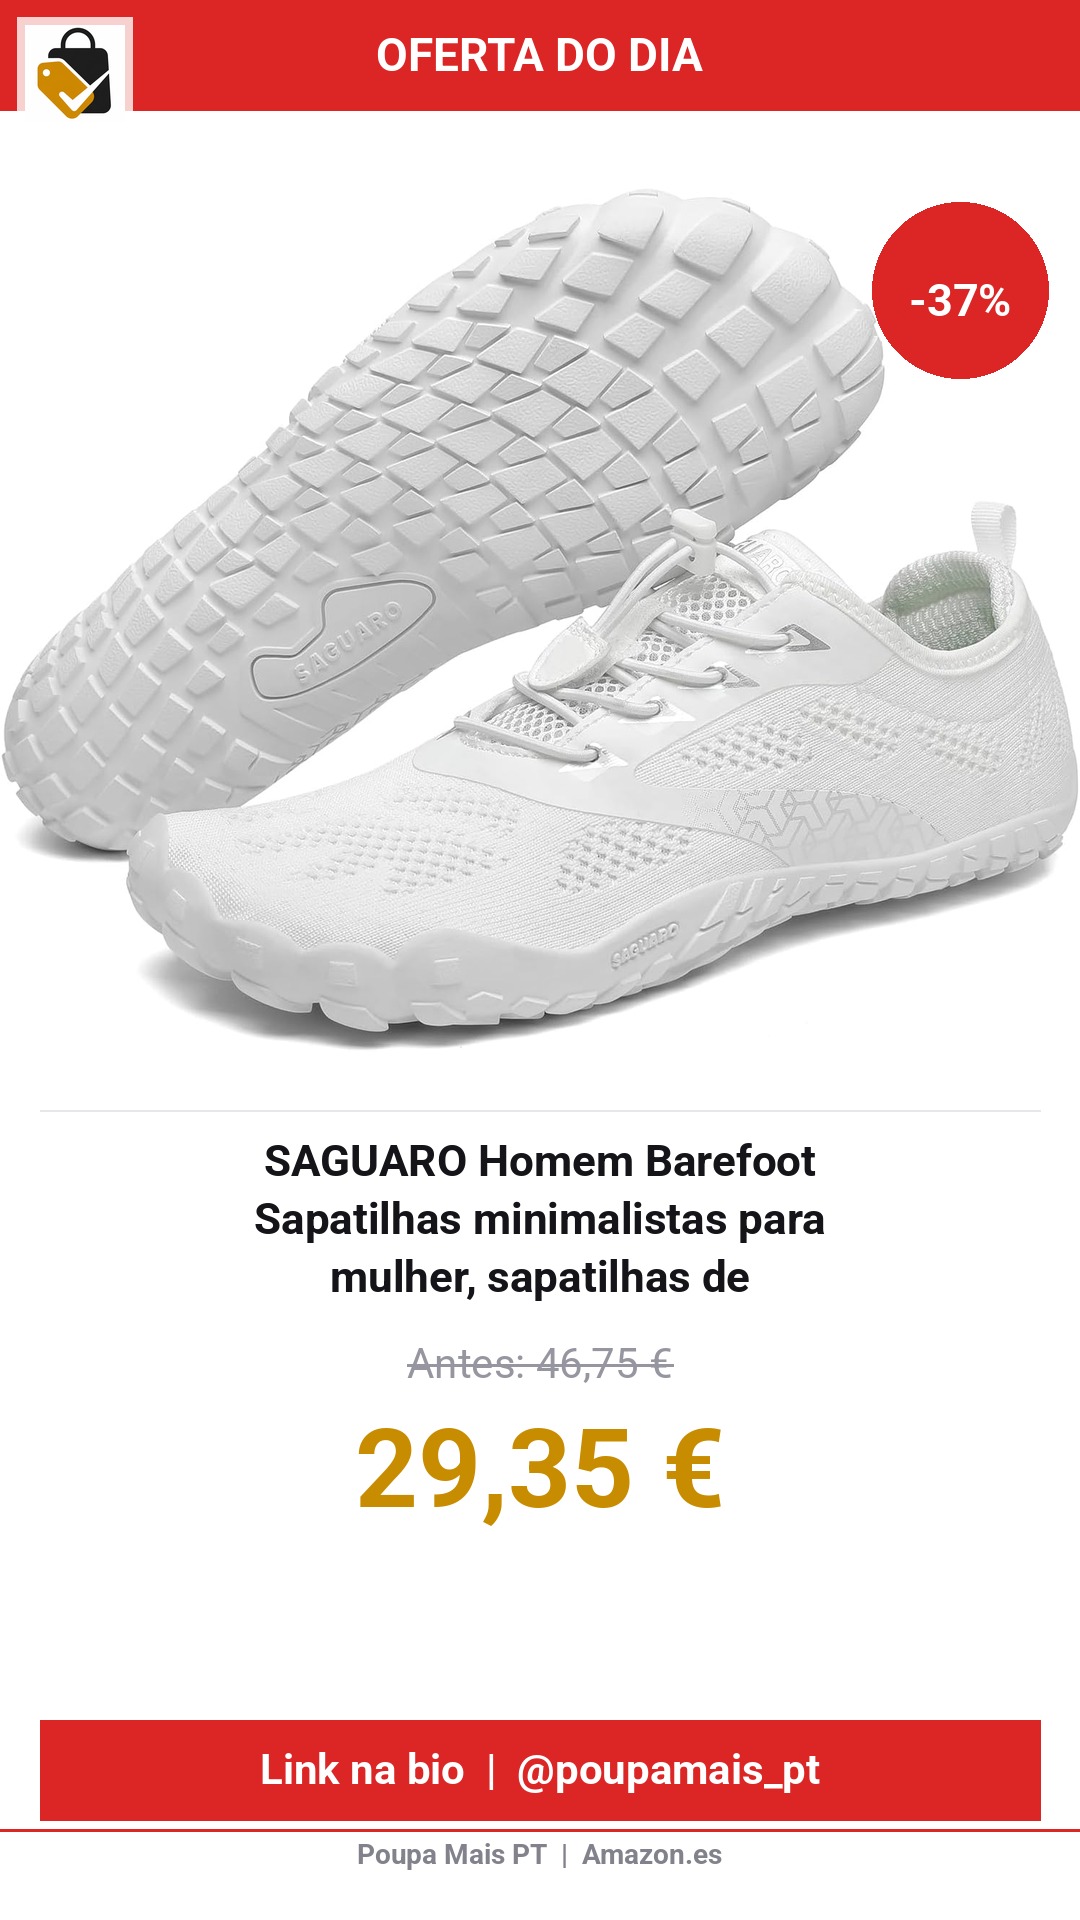 OFERTA DO DIA
-37%
SAGUARO
SAGUARO
SAGUARO Homem Barefoot
Sapatilhas minimalistas para
mulher, sapatilhas de
Antes: 46,75 €
29,35 €
Link na bio | @poupamais_pt
Poupa Mais PT | Amazon.es